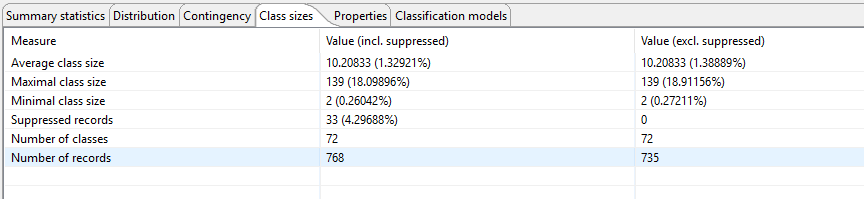 Summary statistics Distribution Contingency Class sizes Properties Classification models
Measure Value (incl. suppressed) Value (excl. suppressed)
Average class size 10.20833 (1.32921%) 10.20833 (1.38889%)
Maximal class size 139 (18.09896%) 139 (18.91156%)
Minimal class size 2 (0.26042%) 2 (0.27211%)
Suppressed records 33 (4.29688%) 0
Number of classes 72 72
Number of records 768 735